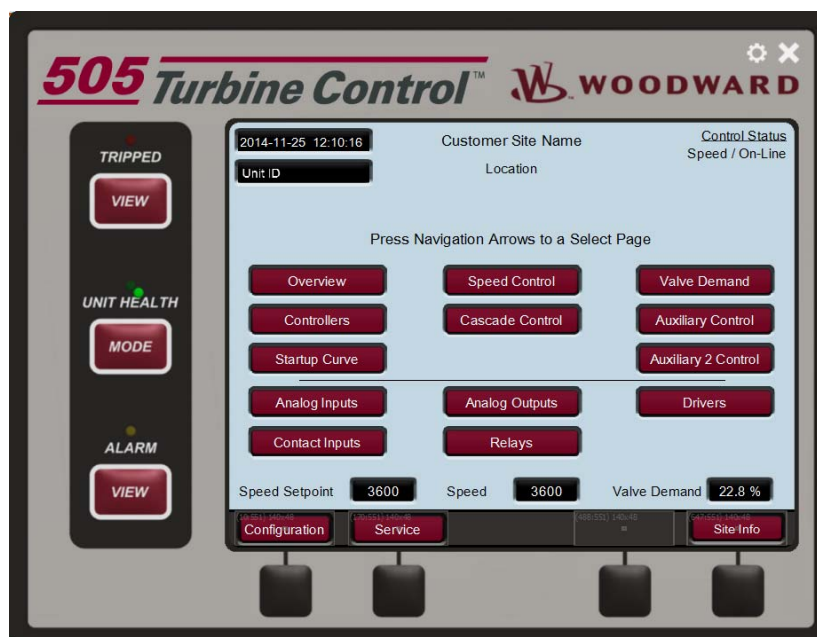 505 Turbine Control™ WOODWARD
TRIPPED
VIEW
UNIT HEALTH
MODE
ALARM
VIEW
2014-11-25 12:10:16
Customer Site Name
Control Status
Unit ID
Location
Speed / On-Line
Press Navigation Arrows to a Select Page
Overview
Speed Control
Valve Demand
Controllers
Cascade Control
Auxiliary Control
Startup Curve
Auxiliary 2 Control
Analog Inputs
Analog Outputs
Drivers
Contact Inputs
Relays
Speed Setpoint 3600
Speed 3600
Valve Demand 22.8 %
Configuration
Service
Site Info